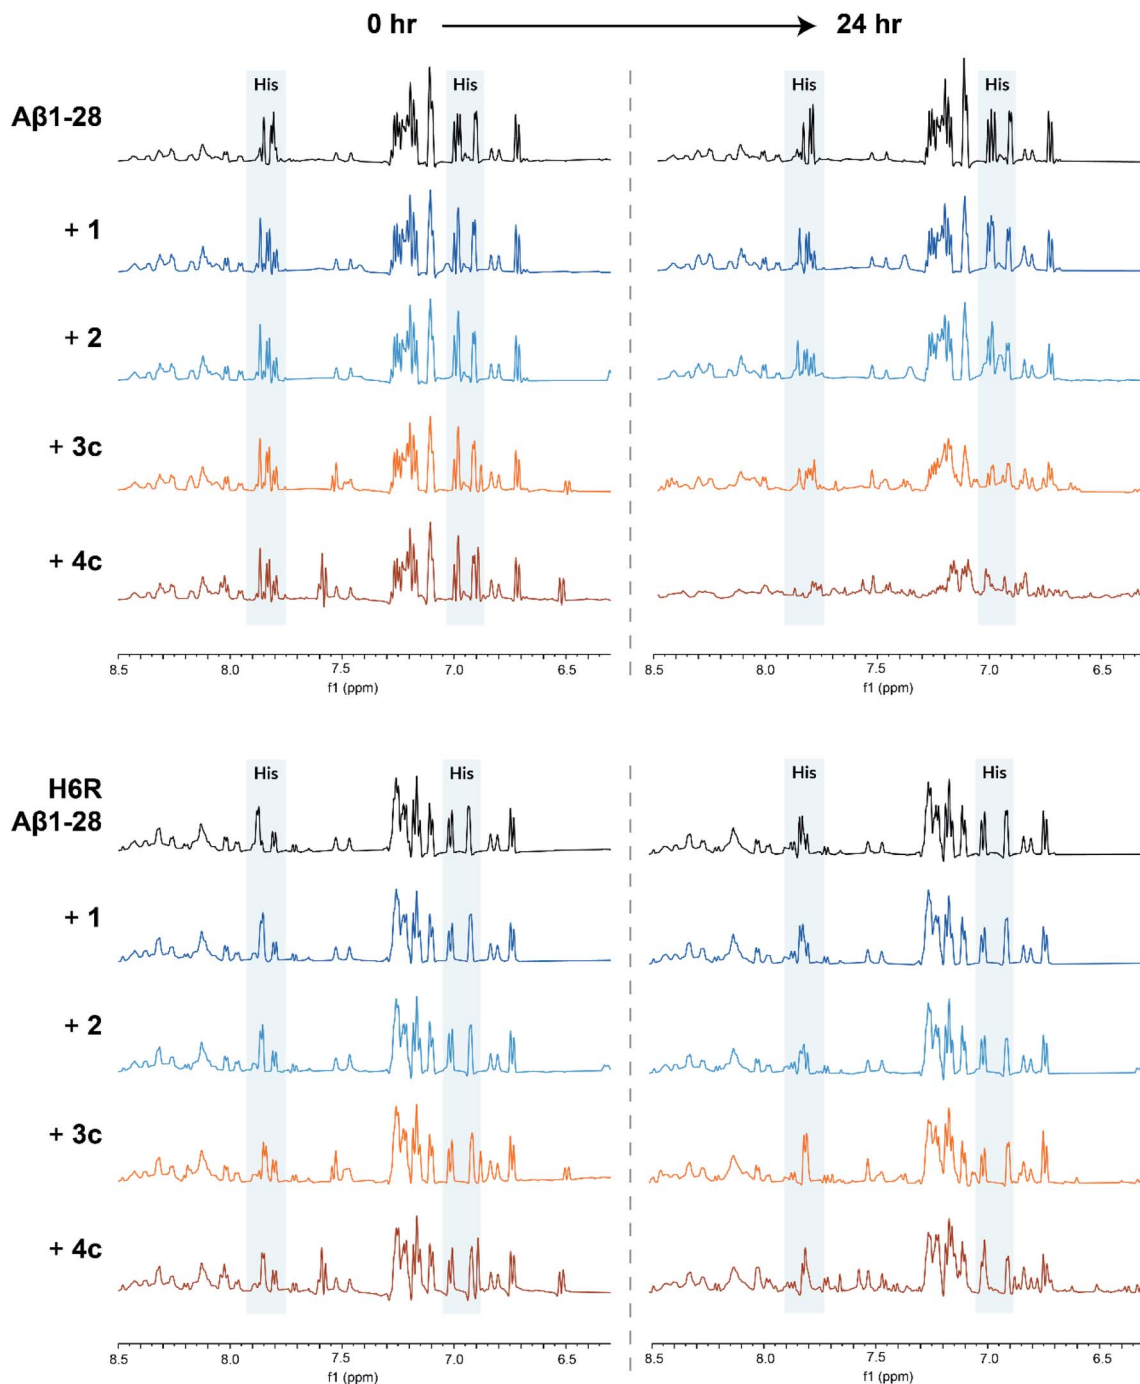 0 hr 24 hr
His His His His
Aβ1-28
+ 1
+ 2
+ 3c
+ 4c
8.5 8.0 7.5 7.0 6.5 8.5 8.0 7.5 7.0 6.5
f1 (ppm) f1 (ppm)
His His His His
H6R
Aβ1-28
+ 1
+ 2
+ 3c
+ 4c
8.5 8.0 7.5 7.0 6.5 8.5 8.0 7.5 7.0 6.5
f1 (ppm) f1 (ppm)